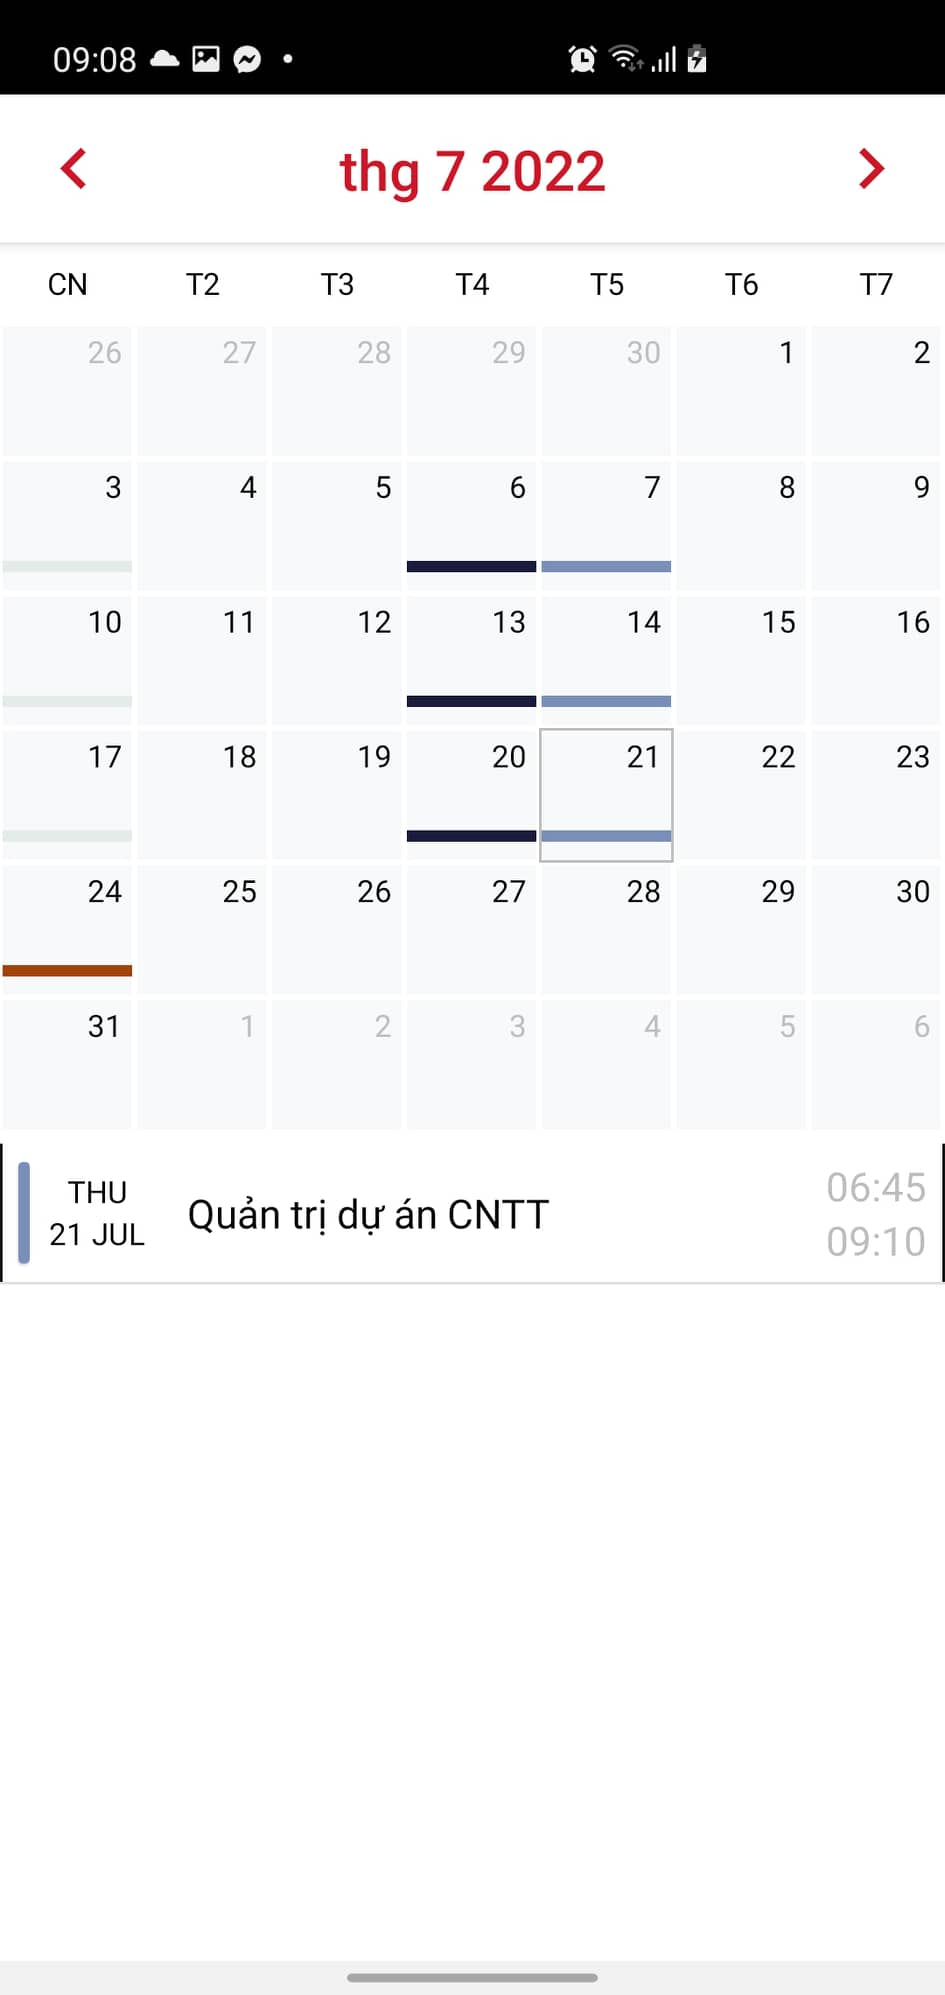 09:08
thg 7 2022
CN T2 T3 T4 T5 T6 T7
26 27 28 29 30 1 2
3 4 5 6 7 8 9
10 11 12 13 14 15 16
17 18 19 20 21 22 23
24 25 26 27 28 29 30
31 1 2 3 4 5 6
THU
21 JUL
Quản trị dự án CNTT
06:45
09:10